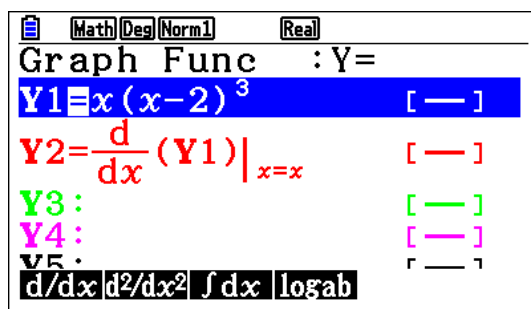 Math Deg Norm1 Real
Graph Func :Y=
Y1=x(x-2)³ [—]
Y2=d/dx(Y1)|x=x [—]
Y3: [—]
Y4: [—]
Y5: [—]
d/dx d²/dx² ∫dx logab